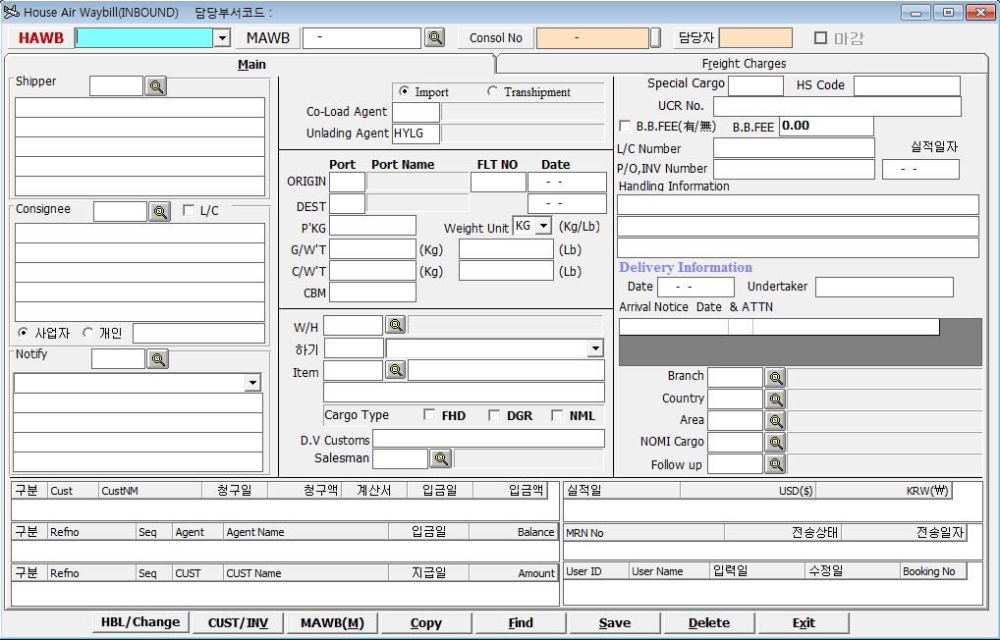 House Air Waybill(INBOUND) 담당부서코드 :
HAWB MAWB - Consol No - 담당자 마감
Main Freight Charges
Shipper
Import Transhipment
Co-Load Agent
Unlading Agent HYLG
Special Cargo HS Code
UCR No.
B.B.FEE(有/無) B.B.FEE 0.00
L/C Number 실적일자
P/O,INV Number - -
Handling Information
Port Port Name FLT NO Date
ORIGIN - -
DEST - -
P'KG Weight Unit KG (Kg/Lb)
G/W'T (Kg) (Lb)
C/W'T (Kg) (Lb)
CBM
Consignee L/C
사업자 개인
Notify
W/H
하기
Item
Cargo Type FHD DGR NML
D.V Customs
Salesman
Delivery Information
Date - - Undertaker
Arrival Notice Date & ATTN
Branch
Country
Area
NOMI Cargo
Follow up
구분 Cust CustNM 청구일 청구액 계산서 입금일 입금액
실적일 USD($) KRW(₩)
구분 Refno Seq Agent Agent Name 입금일 Balance
MRN No 전송상태 전송일자
구분 Refno Seq CUST CUST Name 지급일 Amount
User ID User Name 입력일 수정일 Booking No
HBL/Change CUST/INV MAWB(M) Copy Find Save Delete Exit